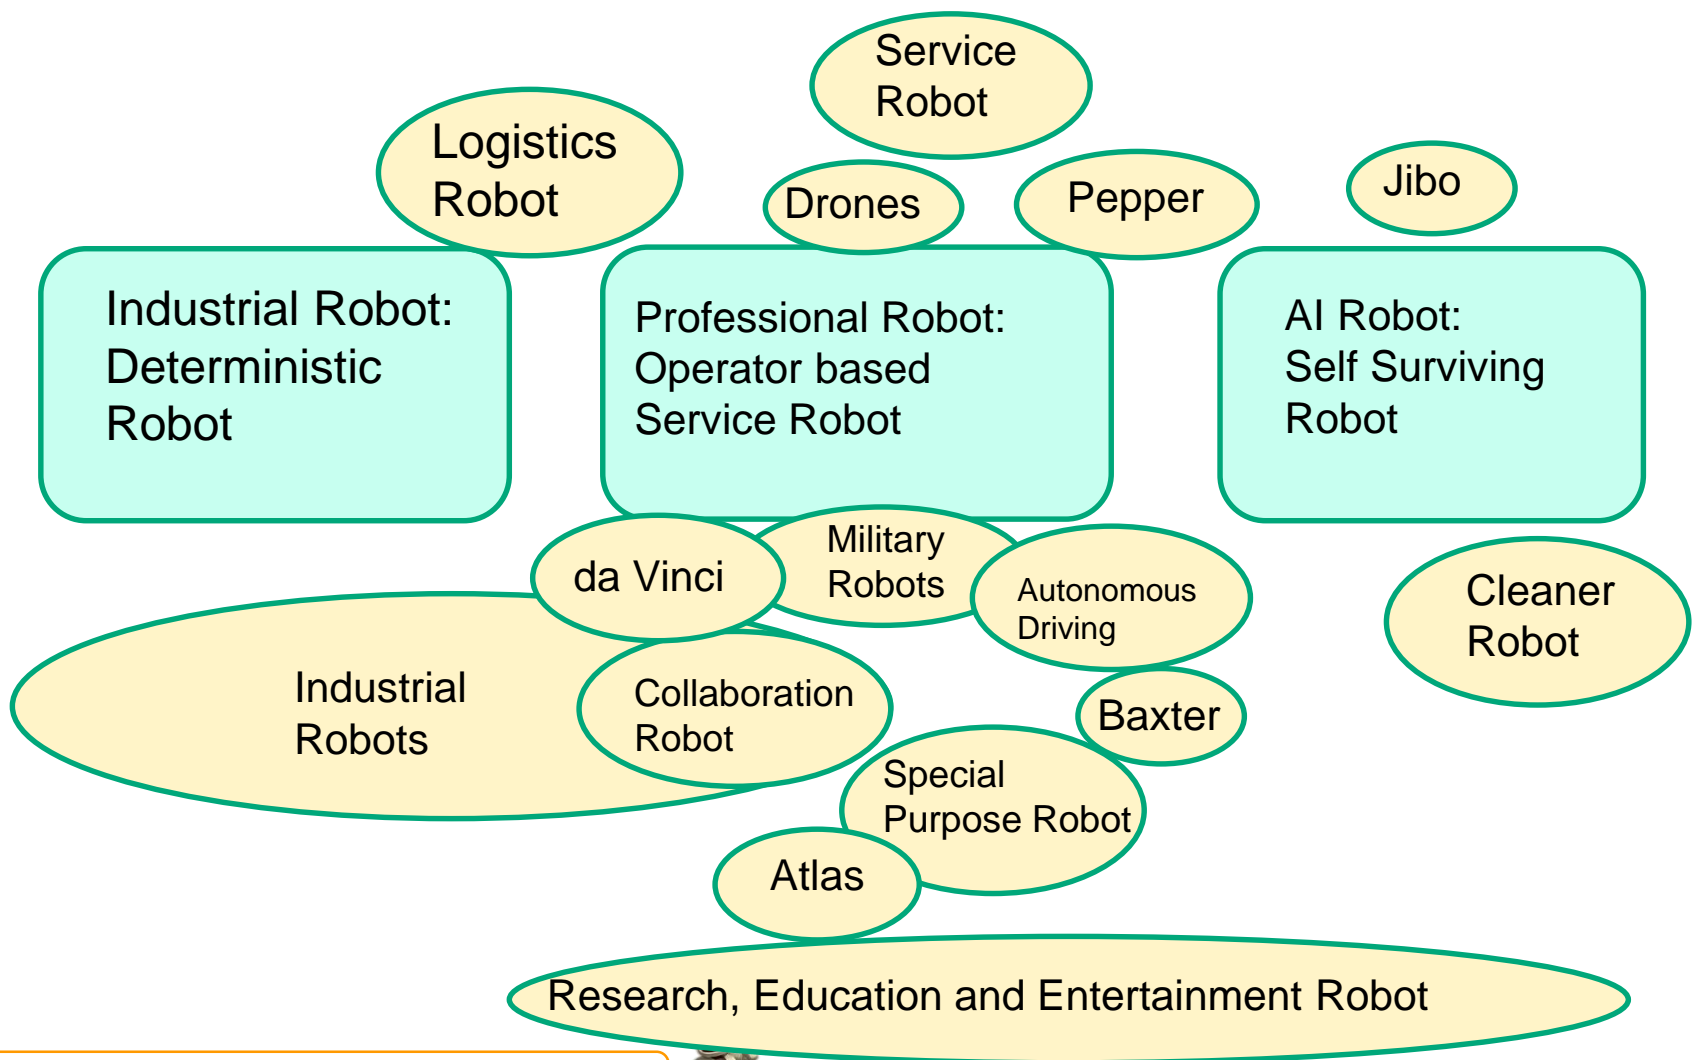 Service
Robot
Logistics
Robot
Drones
Pepper
Jibo
Industrial Robot:
Deterministic
Robot
Professional Robot:
Operator based
Service Robot
AI Robot:
Self Surviving
Robot
da Vinci
Military
Robots
Autonomous
Driving
Cleaner
Robot
Industrial
Robots
Collaboration
Robot
Baxter
Special
Purpose Robot
Atlas
Research, Education and Entertainment Robot